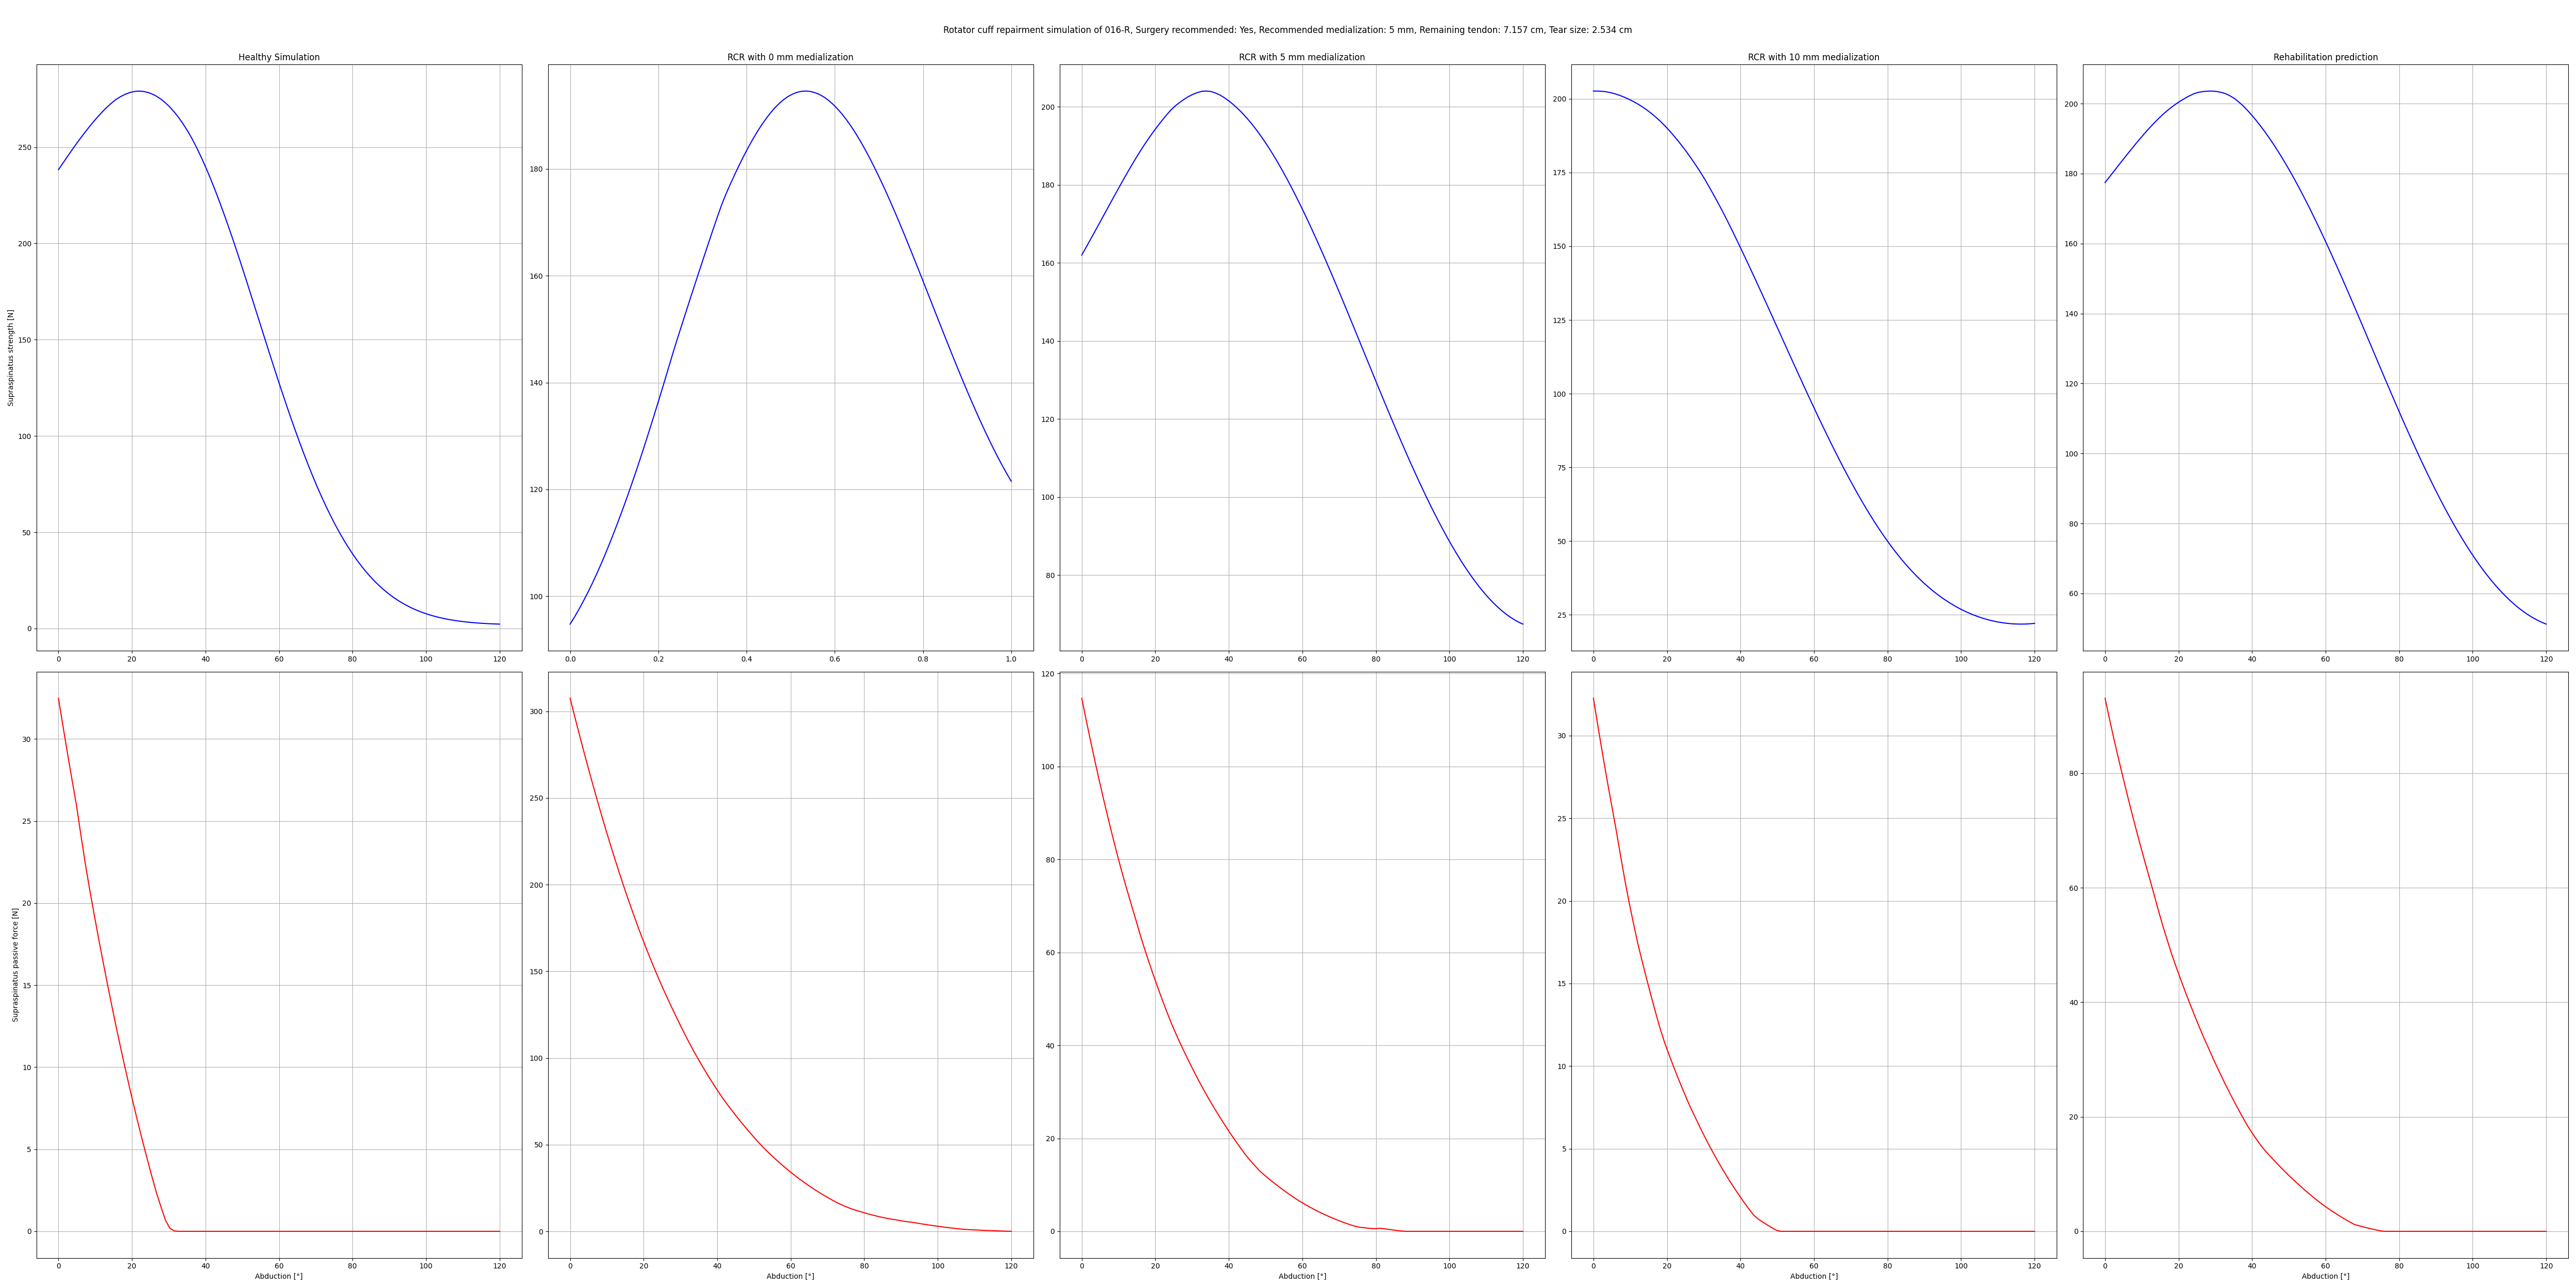 Rotator cuff repairment simulation of 016-R, Surgery recommended: Yes, Recommended medialization: 5 mm, Remaining tendon: 7.157 cm, Tear size: 2.534 cm
Healthy Simulation
Supraspinatus strength [N]
250
200
150
100
50
0
0 20 40 60 80 100 120
RCR with 0 mm medialization
180
160
140
120
100
0.0 0.2 0.4 0.6 0.8 1.0
RCR with 5 mm medialization
200
180
160
140
120
100
80
0 20 40 60 80 100 120
RCR with 10 mm medialization
200
175
150
125
100
75
50
25
0 20 40 60 80 100 120
Rehabilitation prediction
200
180
160
140
120
100
80
60
0 20 40 60 80 100 120
Supraspinatus passive force [N]
30
25
20
15
10
5
0
0 20 40 60 80 100 120
Abduction [°]
300
250
200
150
100
50
0
0 20 40 60 80 100 120
Abduction [°]
120
100
80
60
40
20
0
0 20 40 60 80 100 120
Abduction [°]
30
25
20
15
10
5
0
0 20 40 60 80 100 120
Abduction [°]
80
60
40
20
0
0 20 40 60 80 100 120
Abduction [°]